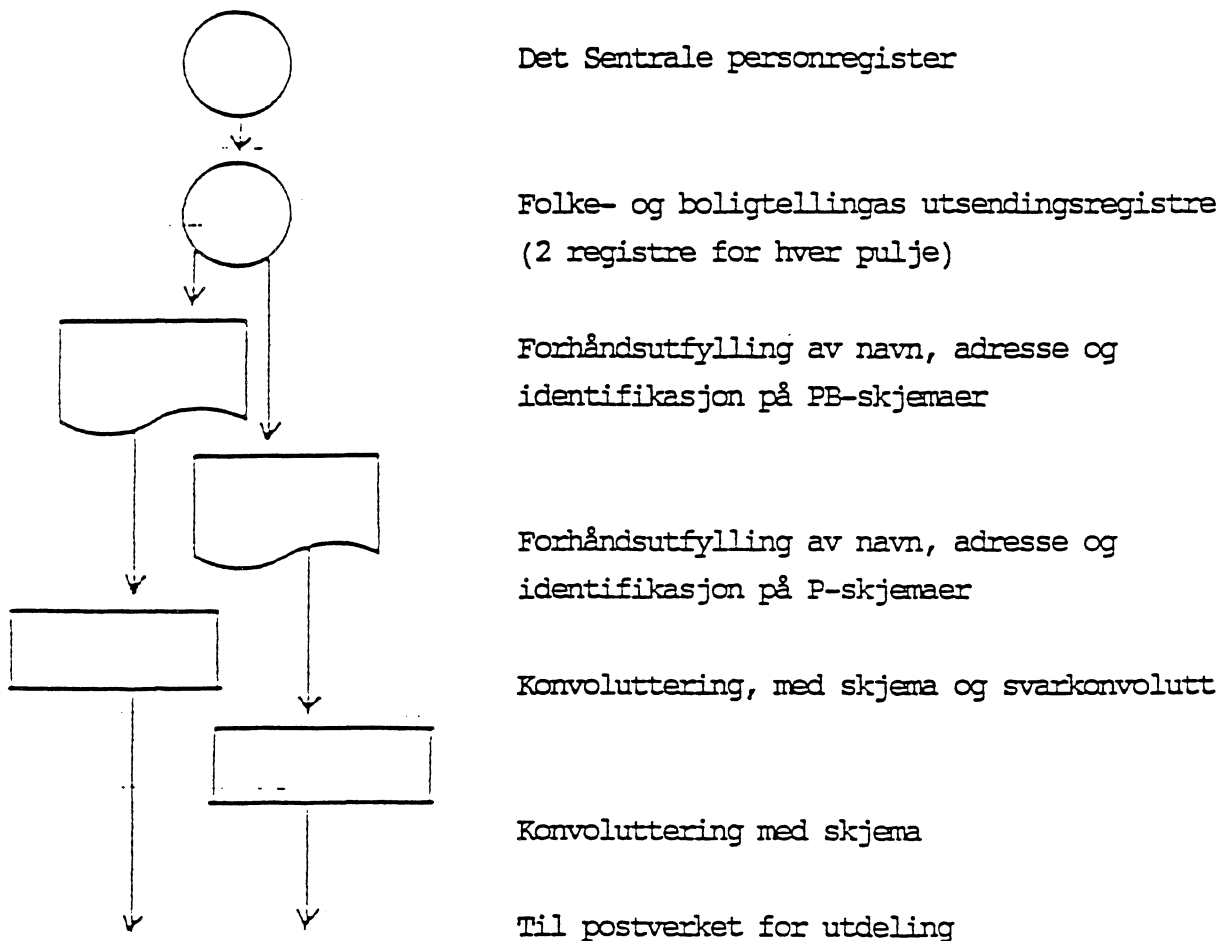 Det Sentrale personregister
Folke- og boligtellingas utsendingsregistre
(2 registre for hver pulje)
Forhåndsutfylling av navn, adresse og
identifikasjon på PB-skjemaer
Forhåndsutfylling av navn, adresse og
identifikasjon på P-skjemaer
Konvoluttering, med skjema og svarkonvolutt
Konvoluttering med skjema
Til postverket for utdeling